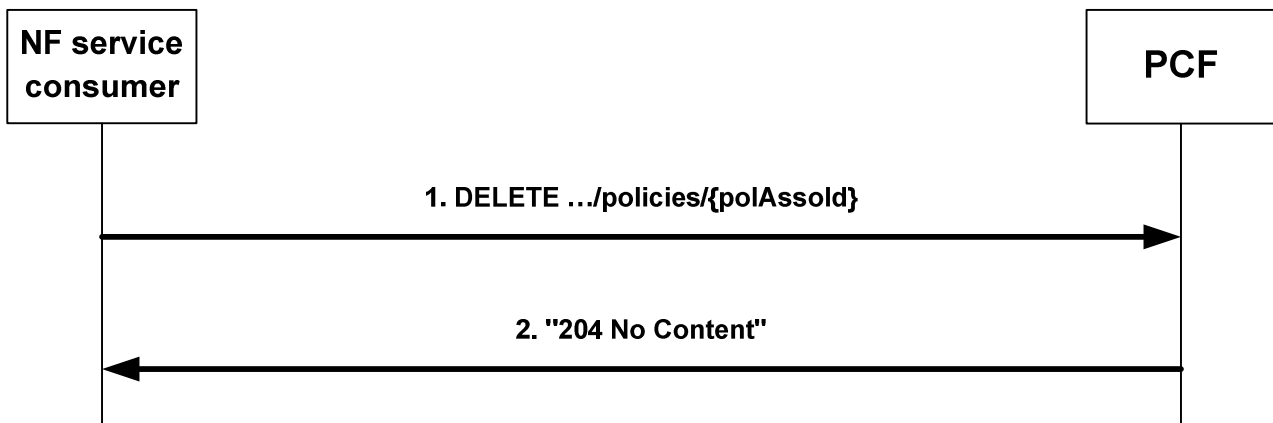 NF service
consumer
PCF
1. DELETE …/policies/{polAssoId}
2. "204 No Content"